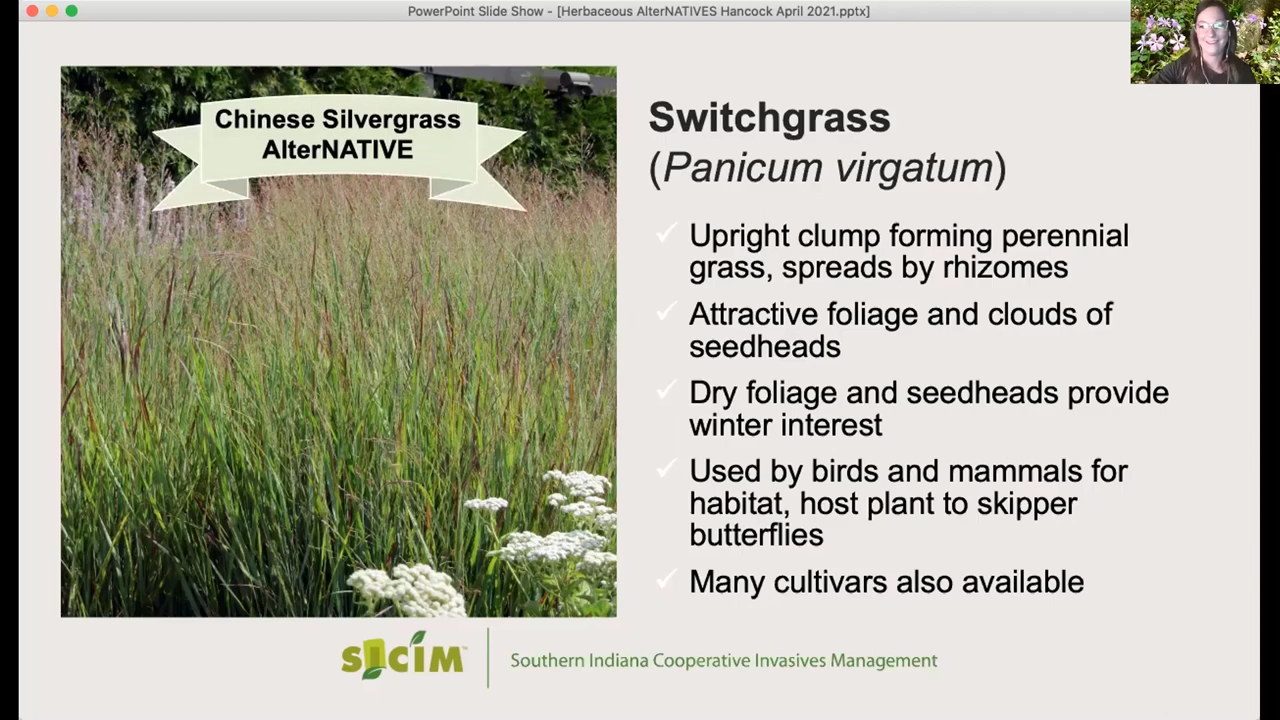 PowerPoint Slide Show - [Herbaceous AlterNATIVES Hancock April 2021.pptx]
Chinese Silvergrass
AlterNATIVE
Switchgrass
(Panicum virgatum)
Upright clump forming perennial
grass, spreads by rhizomes
Attractive foliage and clouds of
seedheads
Dry foliage and seedheads provide
winter interest
Used by birds and mammals for
habitat, host plant to skipper
butterflies
Many cultivars also available
SICIM™
Southern Indiana Cooperative Invasives Management